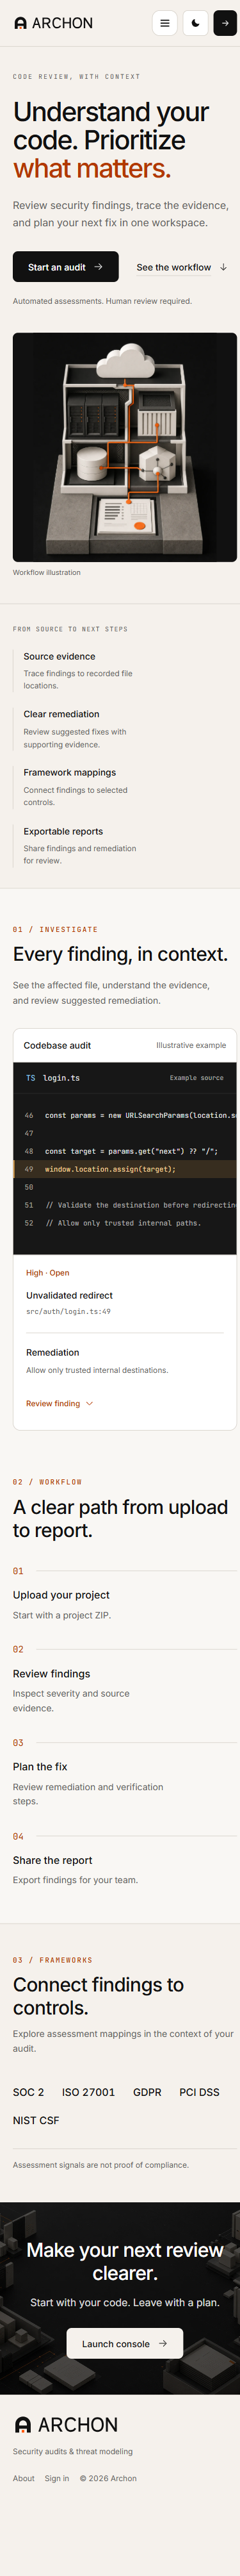 ARCHON
CODE REVIEW, WITH CONTEXT
Understand your
code. Prioritize
what matters.
Review security findings, trace the evidence,
and plan your next fix in one workspace.
Start an audit →
See the workflow ↓
Automated assessments. Human review required.
Workflow illustration
FROM SOURCE TO NEXT STEPS
Source evidence
Trace findings to recorded file
locations.
Clear remediation
Review suggested fixes with
supporting evidence.
Framework mappings
Connect findings to selected
controls.
Exportable reports
Share findings and remediation
for review.
01 / INVESTIGATE
Every finding, in context.
See the affected file, understand the evidence,
and review suggested remediation.
Codebase audit Illustrative example
TS login.ts Example source
46 const params = new URLSearchParams(location.se
47
48 const target = params.get("next") ?? "/";
49 window.location.assign(target);
50
51 // Validate the destination before redirectin
52 // Allow only trusted internal paths.
High · Open
Unvalidated redirect
src/auth/login.ts:49
Remediation
Allow only trusted internal destinations.
Review finding
02 / WORKFLOW
A clear path from upload
to report.
01
Upload your project
Start with a project ZIP.
02
Review findings
Inspect severity and source
evidence.
03
Plan the fix
Review remediation and verification
steps.
04
Share the report
Export findings for your team.
03 / FRAMEWORKS
Connect findings to
controls.
Explore assessment mappings in the context of your
audit.
SOC 2 ISO 27001 GDPR PCI DSS
NIST CSF
Assessment signals are not proof of compliance.
Make your next review
clearer.
Start with your code. Leave with a plan.
Launch console →
ARCHON
Security audits & threat modeling
About Sign in © 2026 Archon